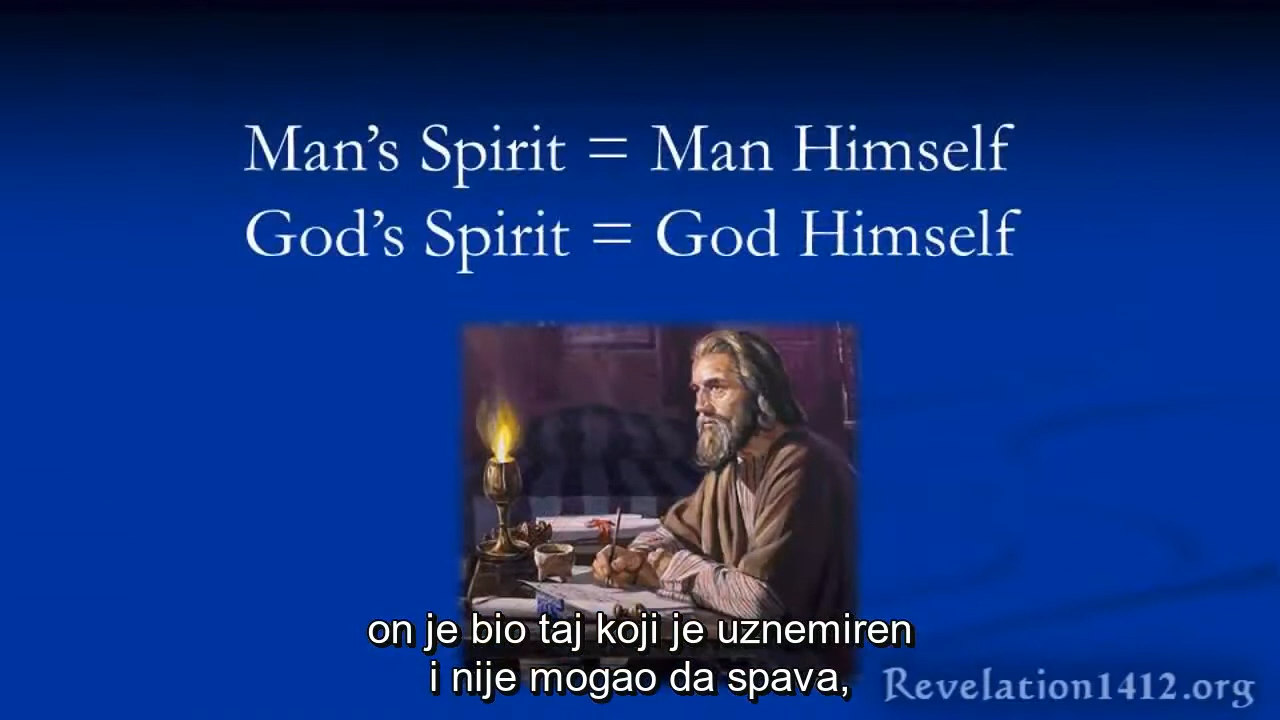 Man’s Spirit = Man Himself
God’s Spirit = God Himself
on je bio taj koji je uznemiren
i nije mogao da spava,
Revelation1412.org